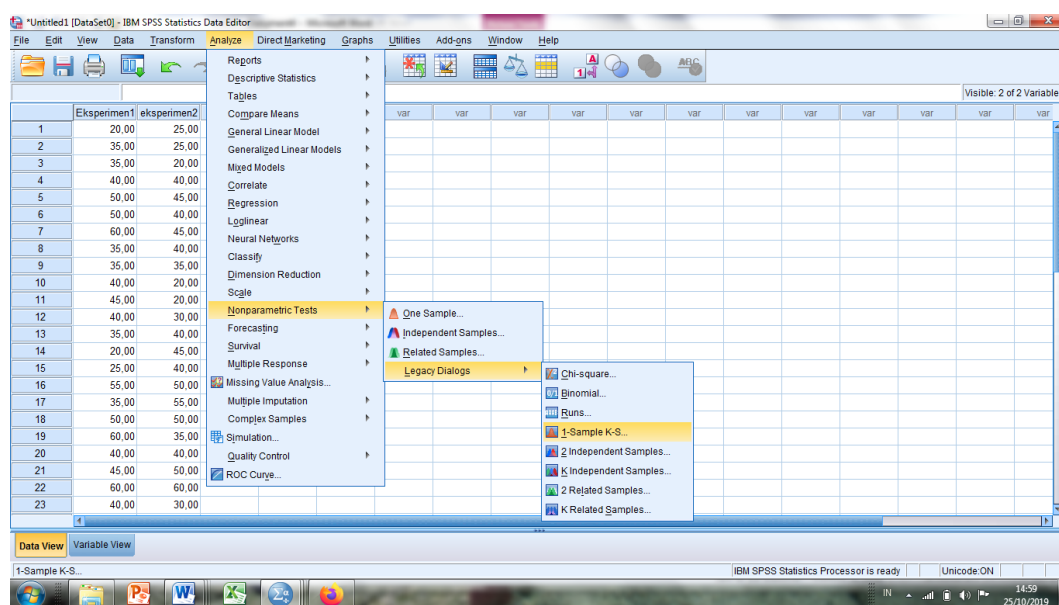 *Untitled1 [DataSet0] - IBM SPSS Statistics Data Editor
File Edit View Data Transform Analyze Direct Marketing Graphs Utilities Add-ons Window Help
Visible: 2 of 2 Variable
Eksperimen1 eksperimen2 var var var var var var var var var var var var
1 20,00 25,00
2 35,00 25,00
3 35,00 20,00
4 40,00 40,00
5 50,00 45,00
6 50,00 40,00
7 60,00 45,00
8 35,00 40,00
9 35,00 35,00
10 40,00 20,00
11 45,00 20,00
12 40,00 30,00
13 35,00 40,00
14 20,00 45,00
15 25,00 40,00
16 55,00 50,00
17 35,00 55,00
18 50,00 50,00
19 60,00 35,00
20 40,00 40,00
21 45,00 50,00
22 60,00 60,00
23 40,00 30,00
Reports
Descriptive Statistics
Tables
Compare Means
General Linear Model
Generalized Linear Models
Mixed Models
Correlate
Regression
Loglinear
Neural Networks
Classify
Dimension Reduction
Scale
Nonparametric Tests
Forecasting
Survival
Multiple Response
Missing Value Analysis...
Multiple Imputation
Complex Samples
Simulation...
Quality Control
ROC Curve...
One Sample...
Independent Samples...
Related Samples...
Legacy Dialogs
Chi-square...
Binomial...
Runs...
1-Sample K-S...
2 Independent Samples...
K Independent Samples...
2 Related Samples...
K Related Samples...
Data View Variable View
1-Sample K-S...
IBM SPSS Statistics Processor is ready Unicode:ON
IN 14:59
25/10/2019